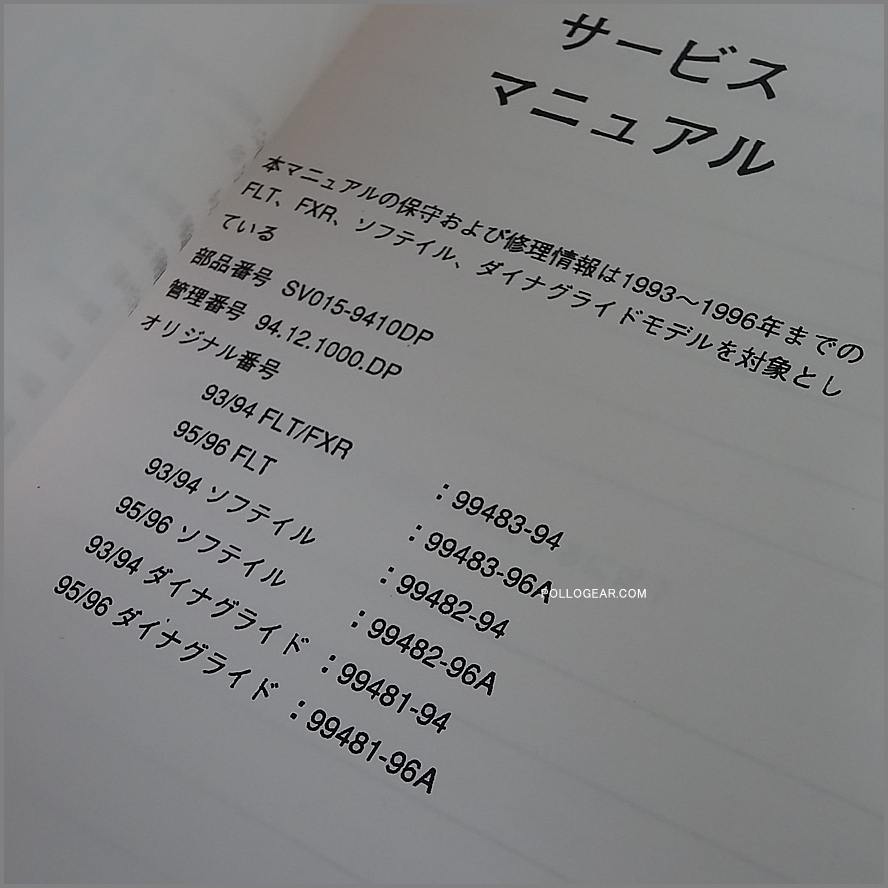 サービス
マニュアル
本マニュアルの保守および修理情報は1993〜1996年までの
FLT、FXR、ソフテイル、ダイナグライドモデルを対象とし
ている
部品番号 SV015-9410DP
管理番号 94.12.1000.DP
オリジナル番号
93/94 FLT/FXR :99483-94
95/96 FLT :99483-96A
93/94 ソフテイル :99482-94
95/96 ソフテイル :99482-96A
93/94 ダイナグライド :99481-94
95/96 ダイナグライド :99481-96A
POLLOGEAR.COM